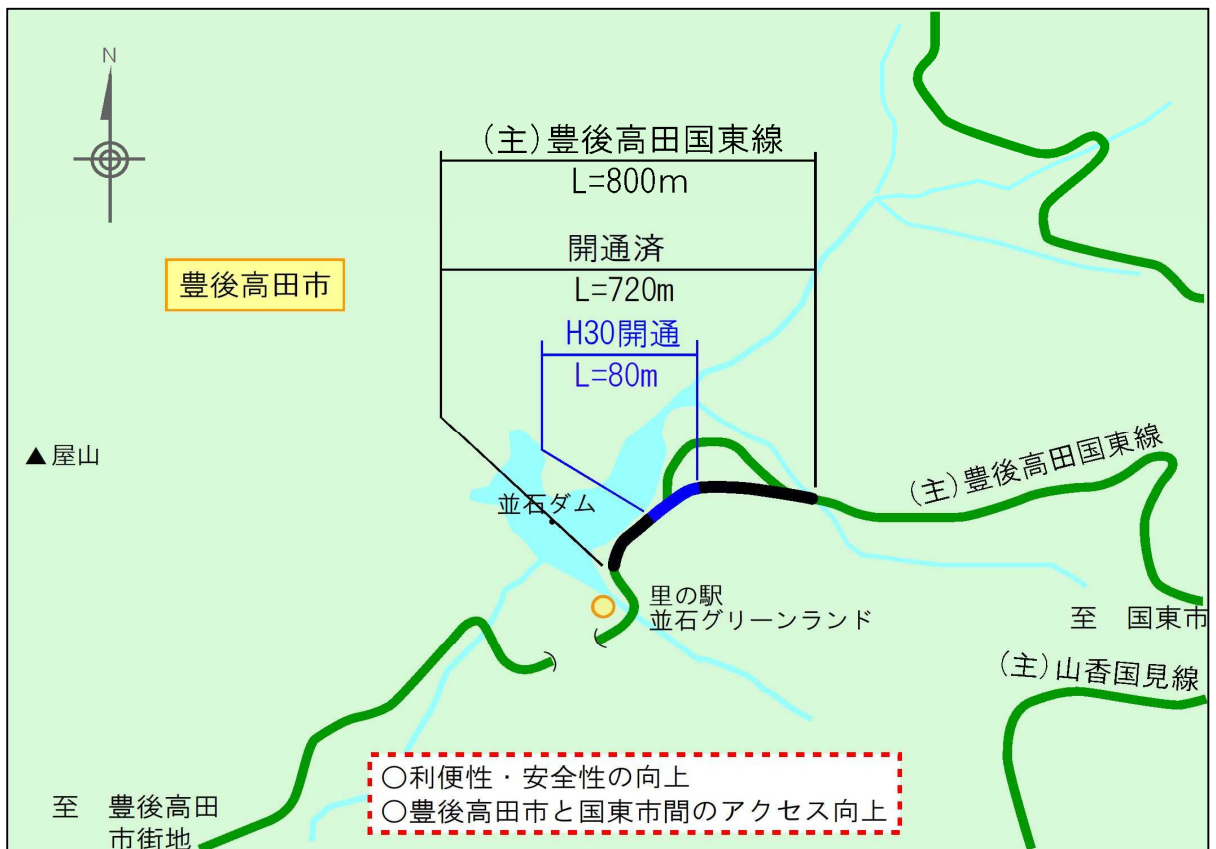 N
(主)豊後高田国東線
L=800m
開通済
L=720m
豊後高田市
H30開通
L=80m
▲屋山
(主)豊後高田国東線
並石ダム
里の駅
並石グリーンランド
至 国東市
(主)山香国見線
○利便性・安全性の向上
○豊後高田市と国東市間のアクセス向上
至 豊後高田
市街地